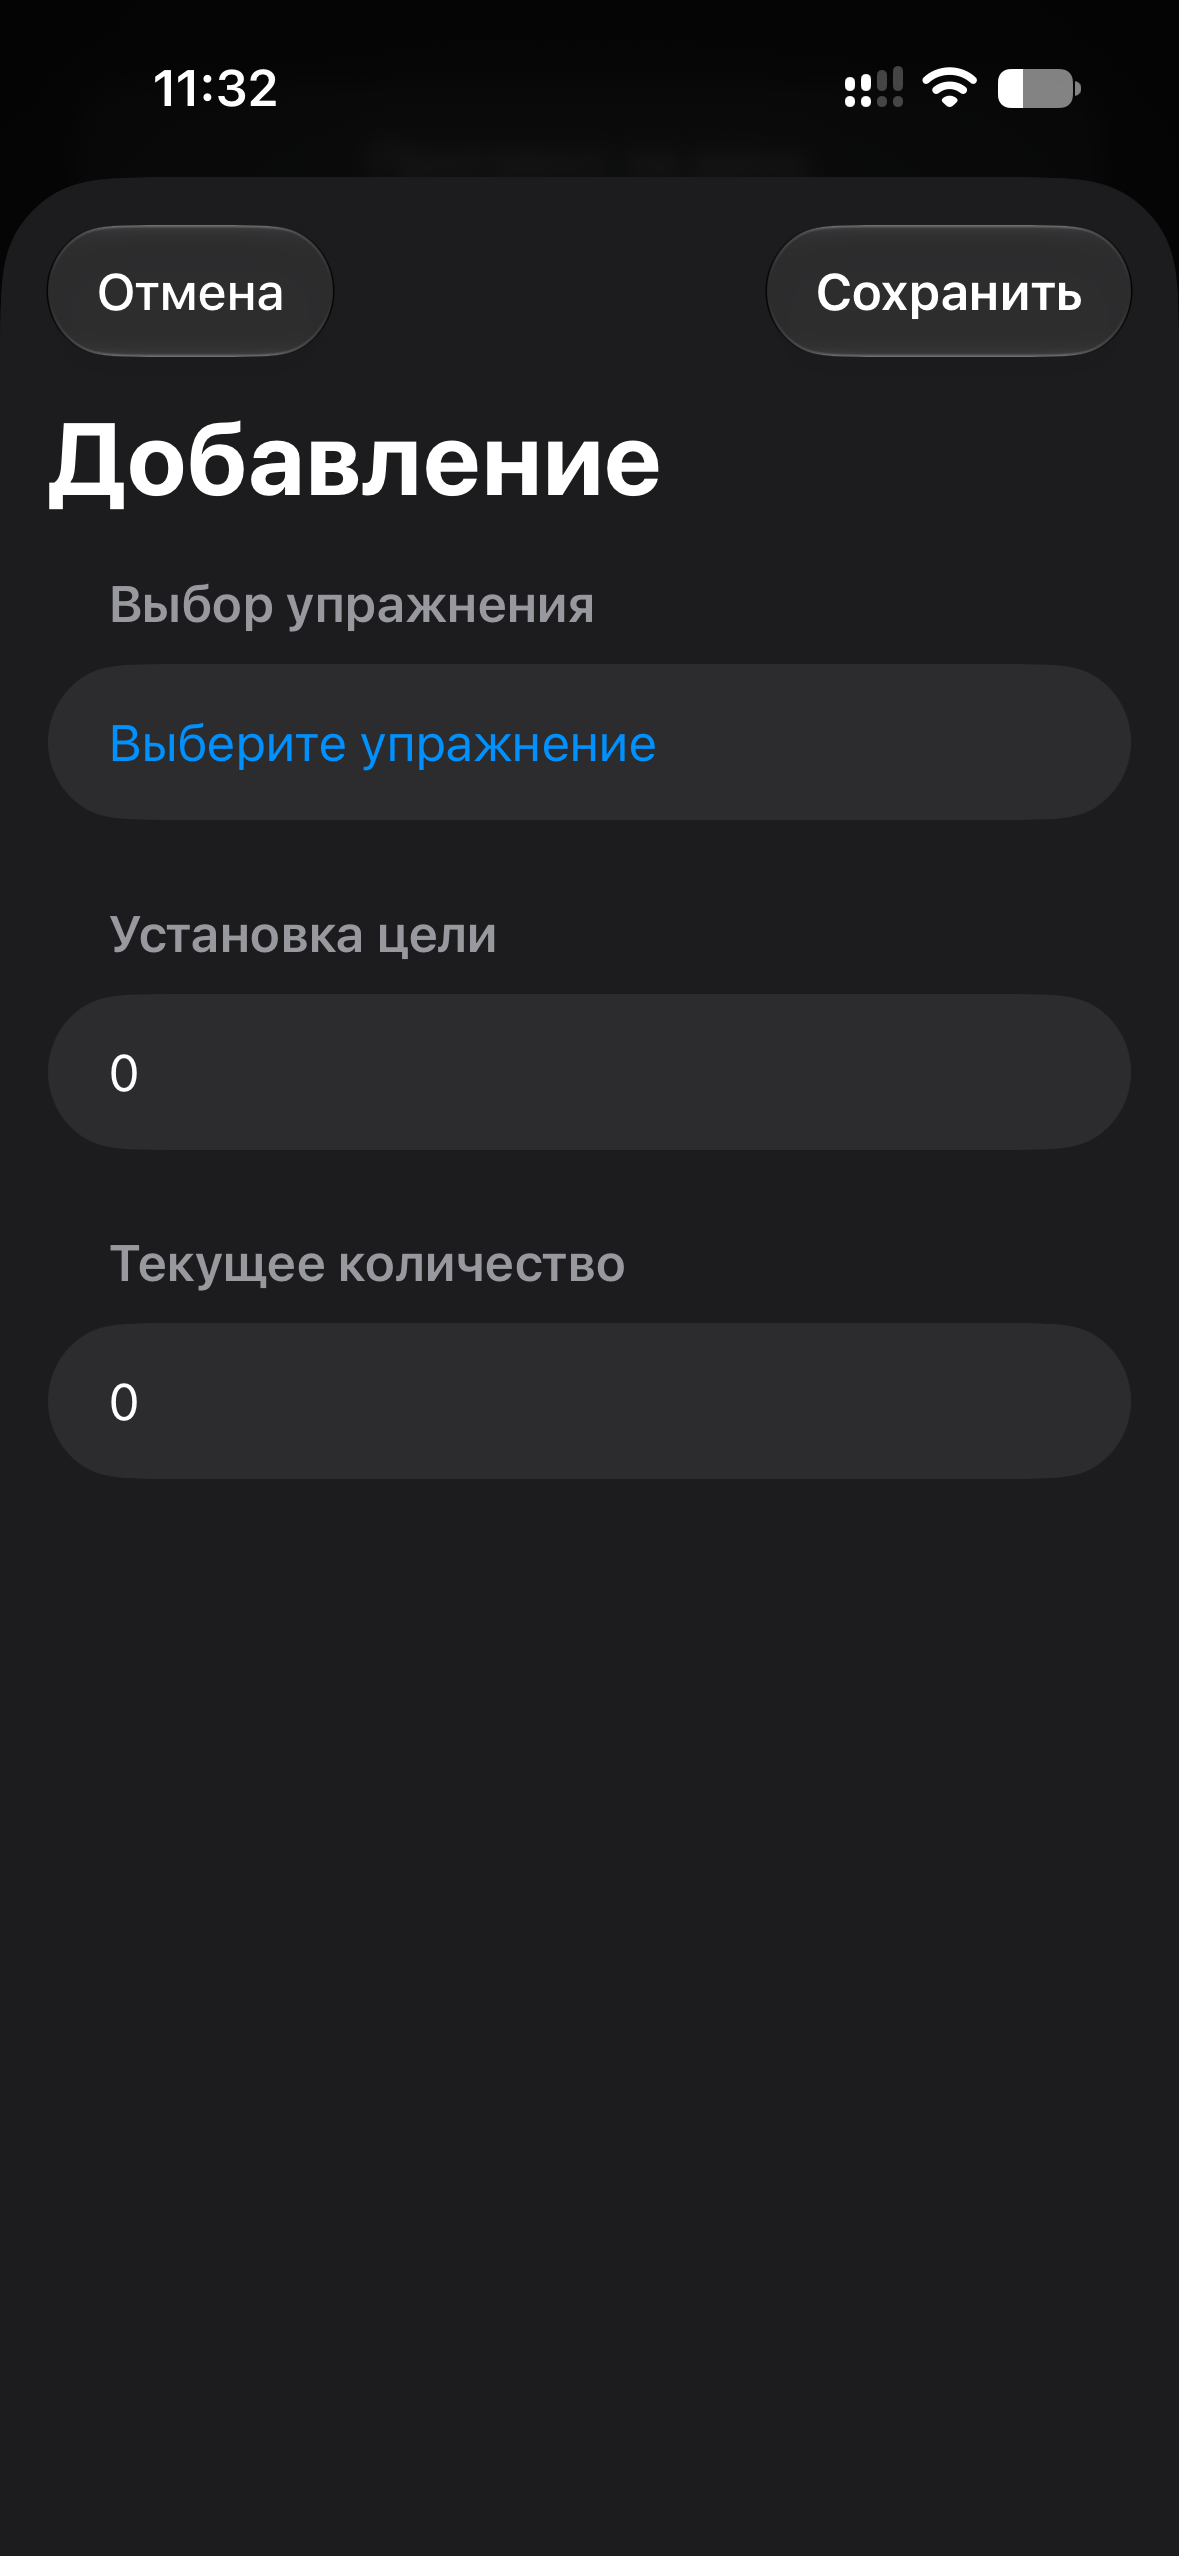 11:32
Отмена
Сохранить
Добавление
Выбор упражнения
Выберите упражнение
Установка цели
0
Текущее количество
0